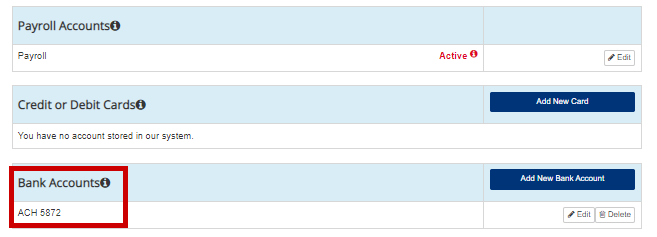 Payroll Accounts
Payroll Active Edit
Credit or Debit Cards Add New Card
You have no account stored in our system.
Bank Accounts Add New Bank Account
ACH 5872 Edit Delete